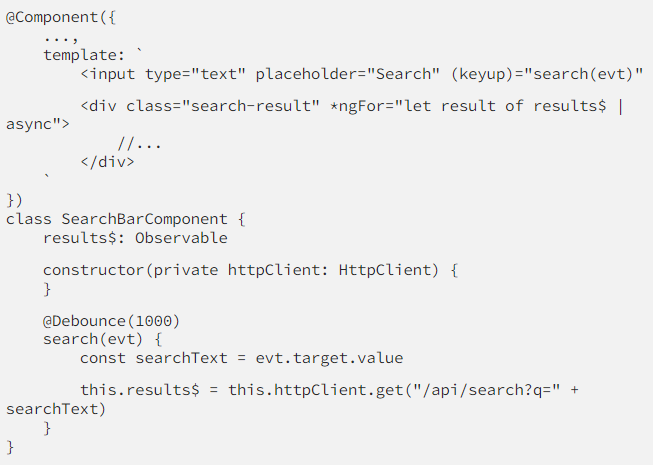 @Component({
    ...,
    template: `
        <input type="text" placeholder="Search" (keyup)="search(evt)"
        <div class="search-result" *ngFor="let result of results$ |
async">
            //...
        </div>
    `
})
class SearchBarComponent {
    results$: Observable
    constructor(private httpClient: HttpClient) {
    }
    @Debounce(1000)
    search(evt) {
        const searchText = evt.target.value
        this.results$ = this.httpClient.get("/api/search?q=" +
searchText)
    }
}